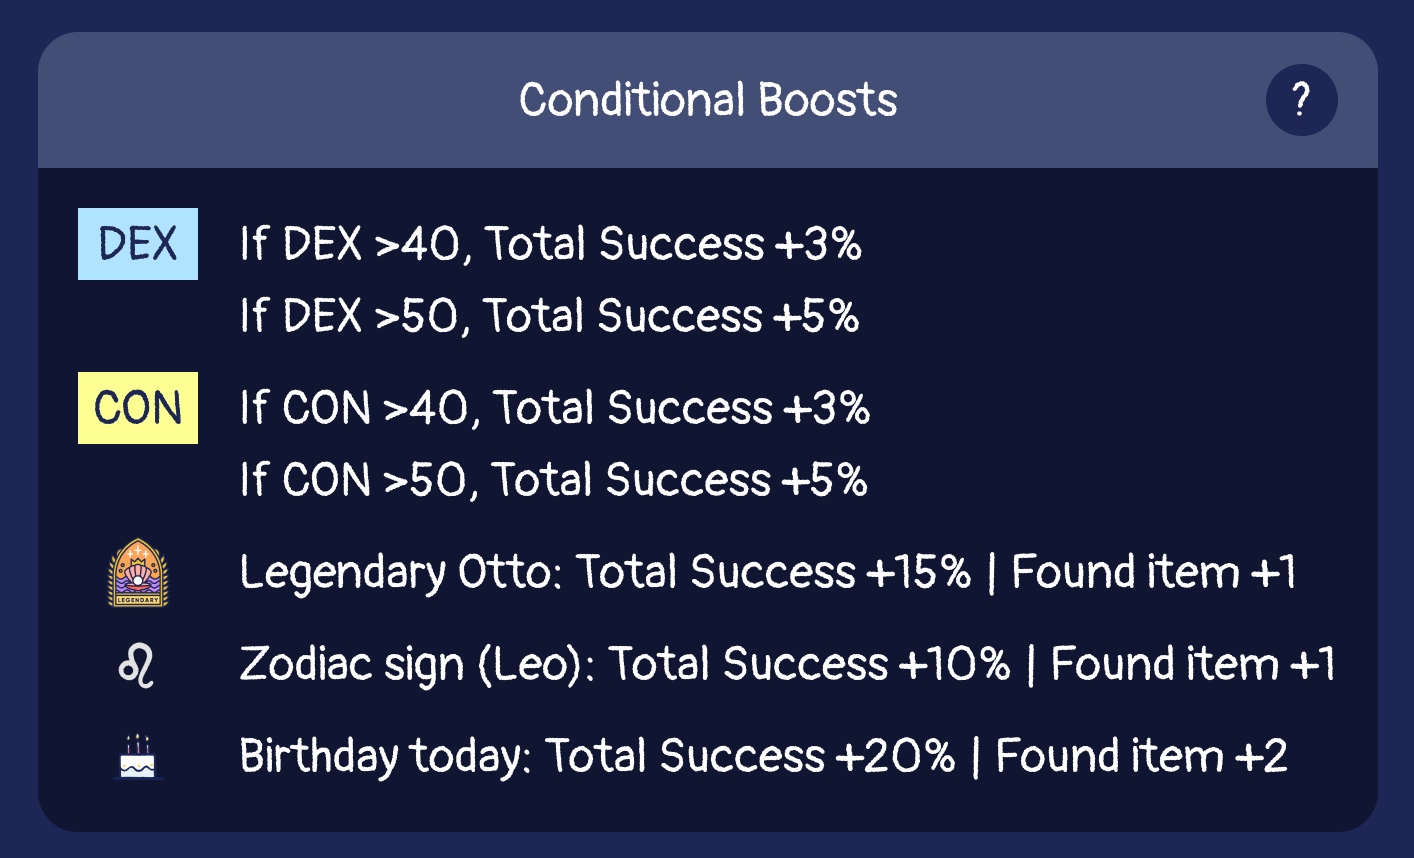 Conditional Boosts
?
DEX
If DEX >40, Total Success +3%
If DEX >50, Total Success +5%
CON
If CON >40, Total Success +3%
If CON >50, Total Success +5%
LEGENDARY
Legendary Otto: Total Success +15% | Found item +1
♌ Zodiac sign (Leo): Total Success +10% | Found item +1
Birthday today: Total Success +20% | Found item +2